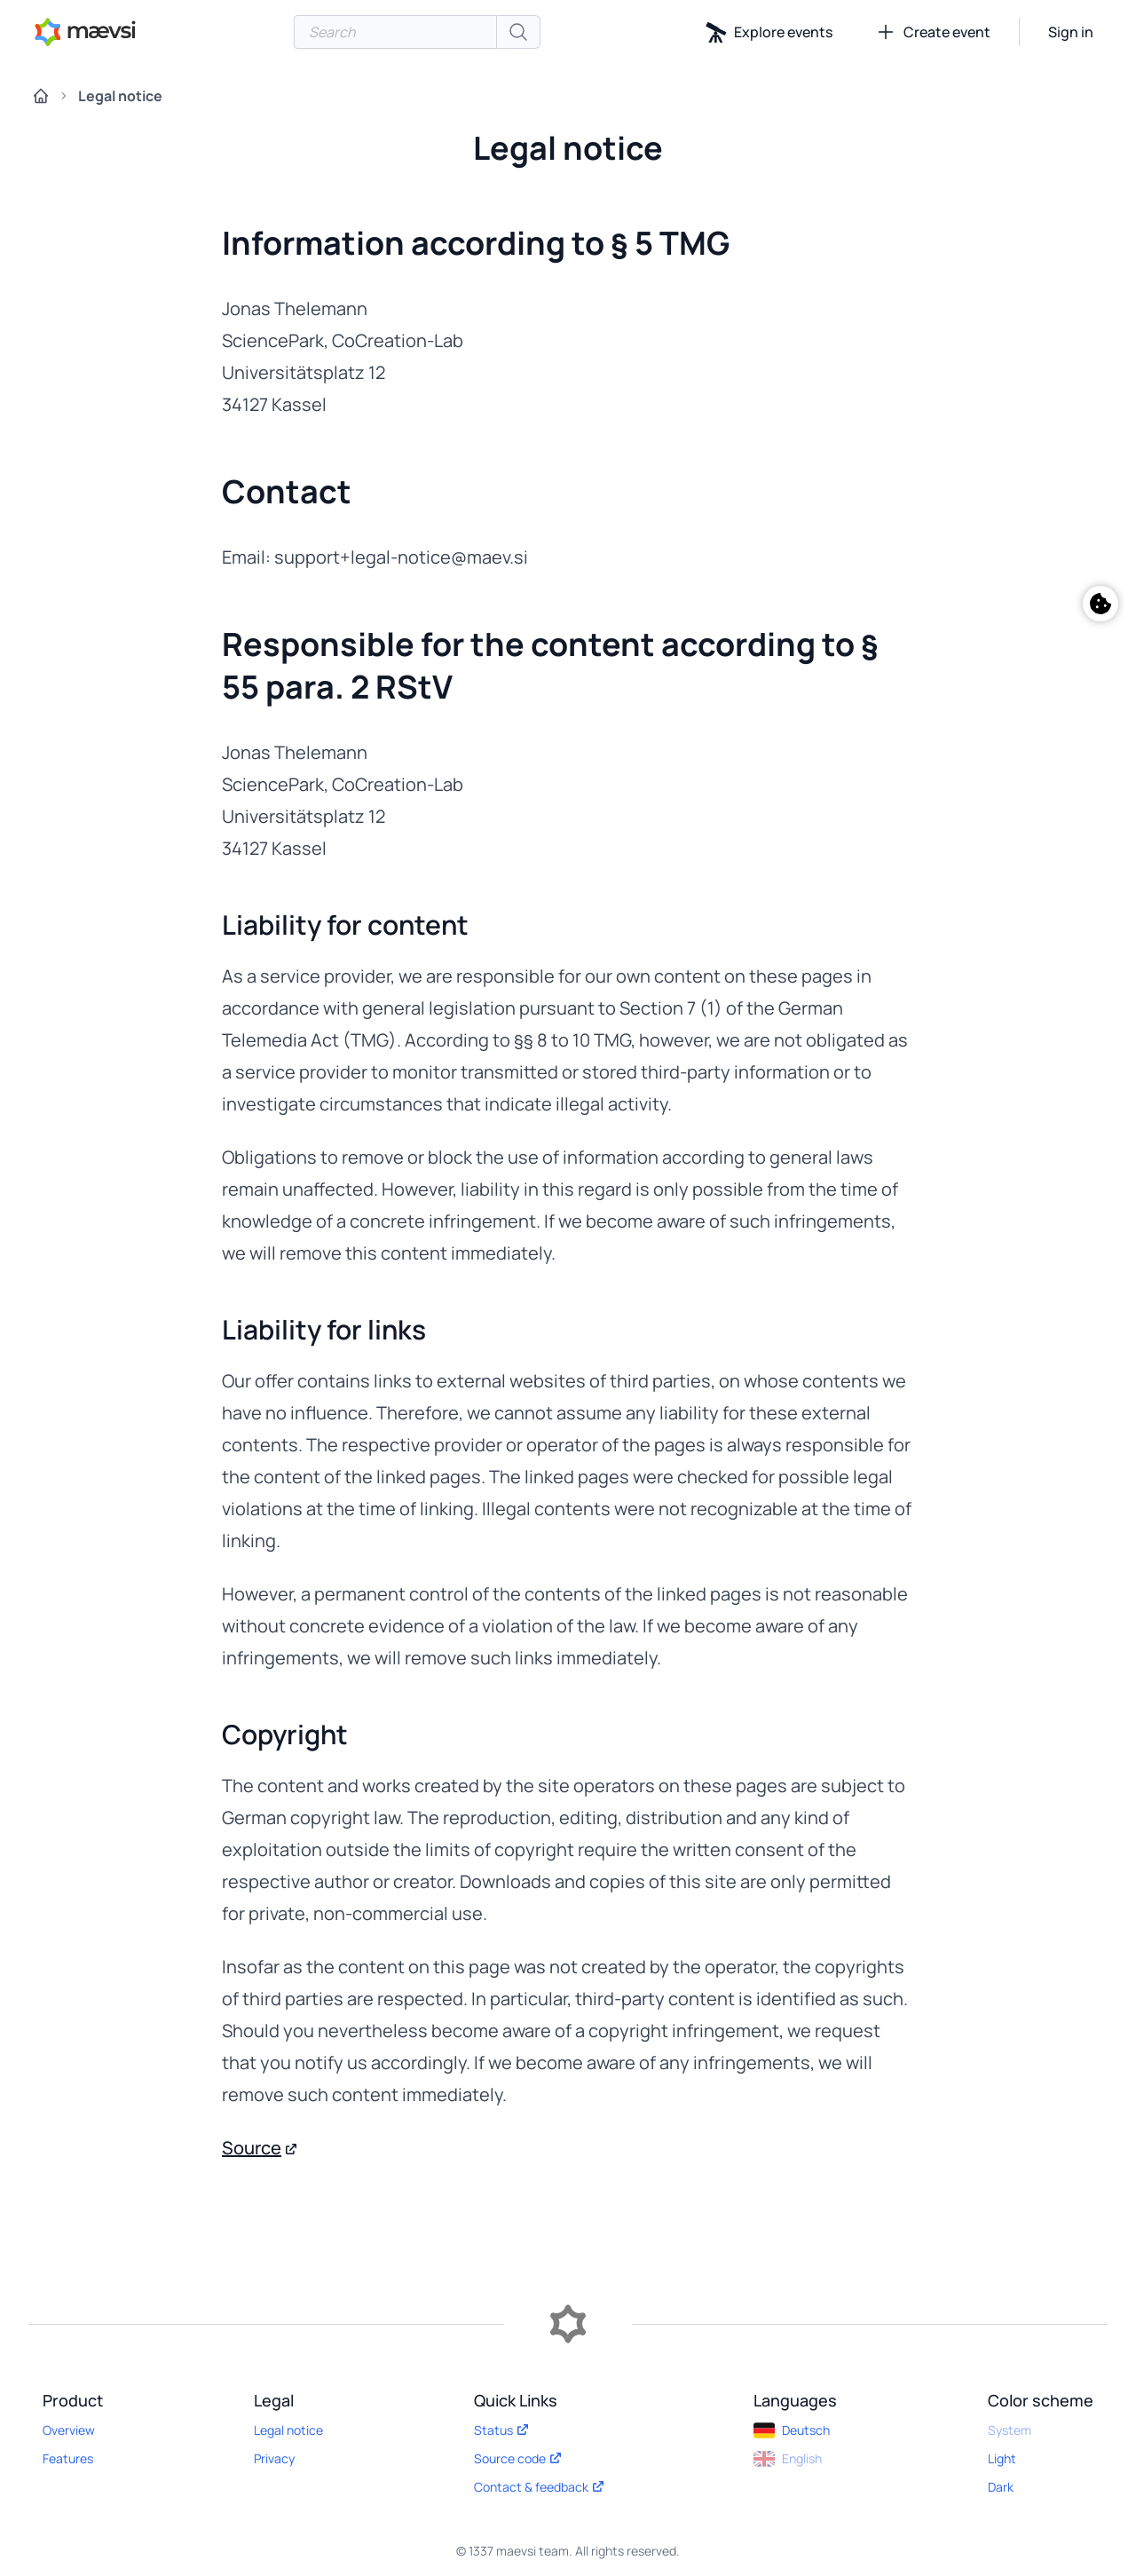 mævsi
Search
Explore events
Create event
Sign in
Legal notice
Legal notice
Information according to § 5 TMG
Jonas Thelemann
SciencePark, CoCreation-Lab
Universitätsplatz 12
34127 Kassel
Contact
Email: support+legal-notice@maev.si
Responsible for the content according to §
55 para. 2 RStV
Jonas Thelemann
SciencePark, CoCreation-Lab
Universitätsplatz 12
34127 Kassel
Liability for content
As a service provider, we are responsible for our own content on these pages in
accordance with general legislation pursuant to Section 7 (1) of the German
Telemedia Act (TMG). According to §§ 8 to 10 TMG, however, we are not obligated as
a service provider to monitor transmitted or stored third-party information or to
investigate circumstances that indicate illegal activity.
Obligations to remove or block the use of information according to general laws
remain unaffected. However, liability in this regard is only possible from the time of
knowledge of a concrete infringement. If we become aware of such infringements,
we will remove this content immediately.
Liability for links
Our offer contains links to external websites of third parties, on whose contents we
have no influence. Therefore, we cannot assume any liability for these external
contents. The respective provider or operator of the pages is always responsible for
the content of the linked pages. The linked pages were checked for possible legal
violations at the time of linking. Illegal contents were not recognizable at the time of
linking.
However, a permanent control of the contents of the linked pages is not reasonable
without concrete evidence of a violation of the law. If we become aware of any
infringements, we will remove such links immediately.
Copyright
The content and works created by the site operators on these pages are subject to
German copyright law. The reproduction, editing, distribution and any kind of
exploitation outside the limits of copyright require the written consent of the
respective author or creator. Downloads and copies of this site are only permitted
for private, non-commercial use.
Insofar as the content on this page was not created by the operator, the copyrights
of third parties are respected. In particular, third-party content is identified as such.
Should you nevertheless become aware of a copyright infringement, we request
that you notify us accordingly. If we become aware of any infringements, we will
remove such content immediately.
Source
Product
Overview
Features
Legal
Legal notice
Privacy
Quick Links
Status
Source code
Contact & feedback
Languages
Deutsch
English
Color scheme
System
Light
Dark
© 1337 maevsi team. All rights reserved.